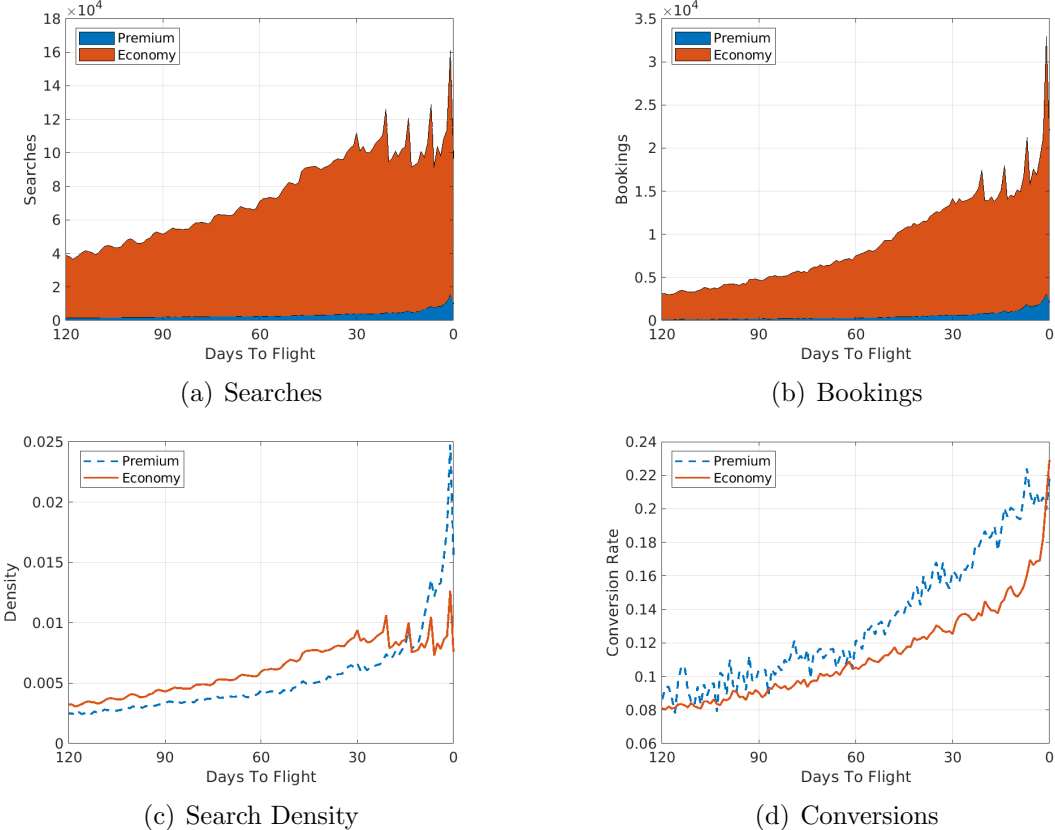 ×10⁴
18
16
14
12
10
8
6
4
2
0
Searches
Premium
Economy
120 90 60 30 0
Days To Flight
(a) Searches
×10⁴
3.5
3
2.5
2
1.5
1
0.5
0
Bookings
Premium
Economy
120 90 60 30 0
Days To Flight
(b) Bookings
0.025
0.02
0.015
0.01
0.005
0
Density
Premium
Economy
120 90 60 30 0
Days To Flight
(c) Search Density
0.24
0.22
0.2
0.18
0.16
0.14
0.12
0.1
0.08
0.06
Conversion Rate
Premium
Economy
120 90 60 30 0
Days To Flight
(d) Conversions